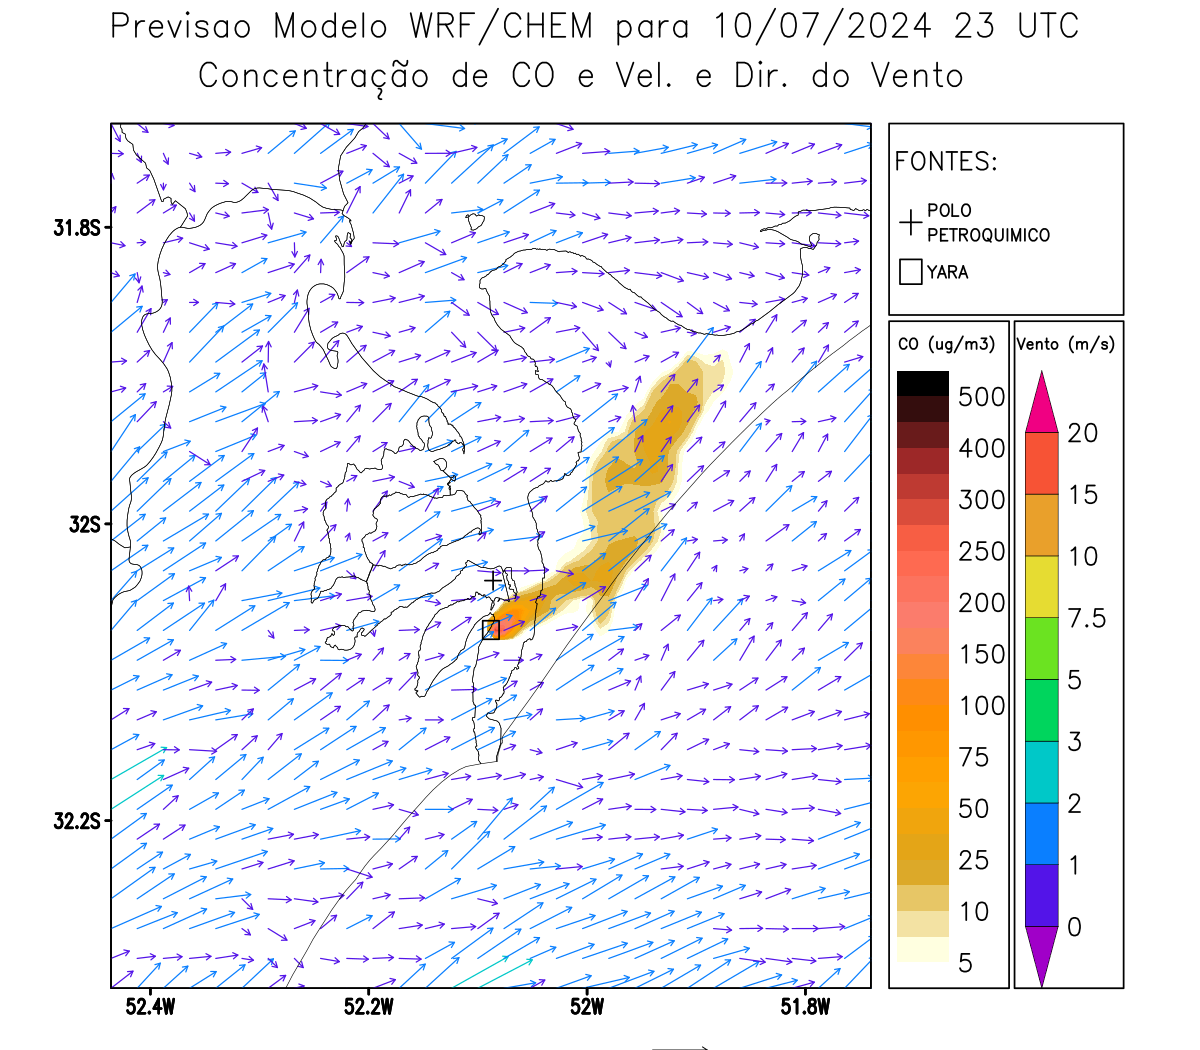 Previsao Modelo WRF/CHEM para 10/07/2024 23 UTC
Concentração de CO e Vel. e Dir. do Vento
FONTES:
POLO
PETROQUIMICO
YARA
CO (ug/m3)
500
400
300
250
200
150
100
75
50
25
10
5
Vento (m/s)
20
15
10
7.5
5
3
2
1
0
31.8S
32S
32.2S
52.4W
52.2W
52W
51.8W